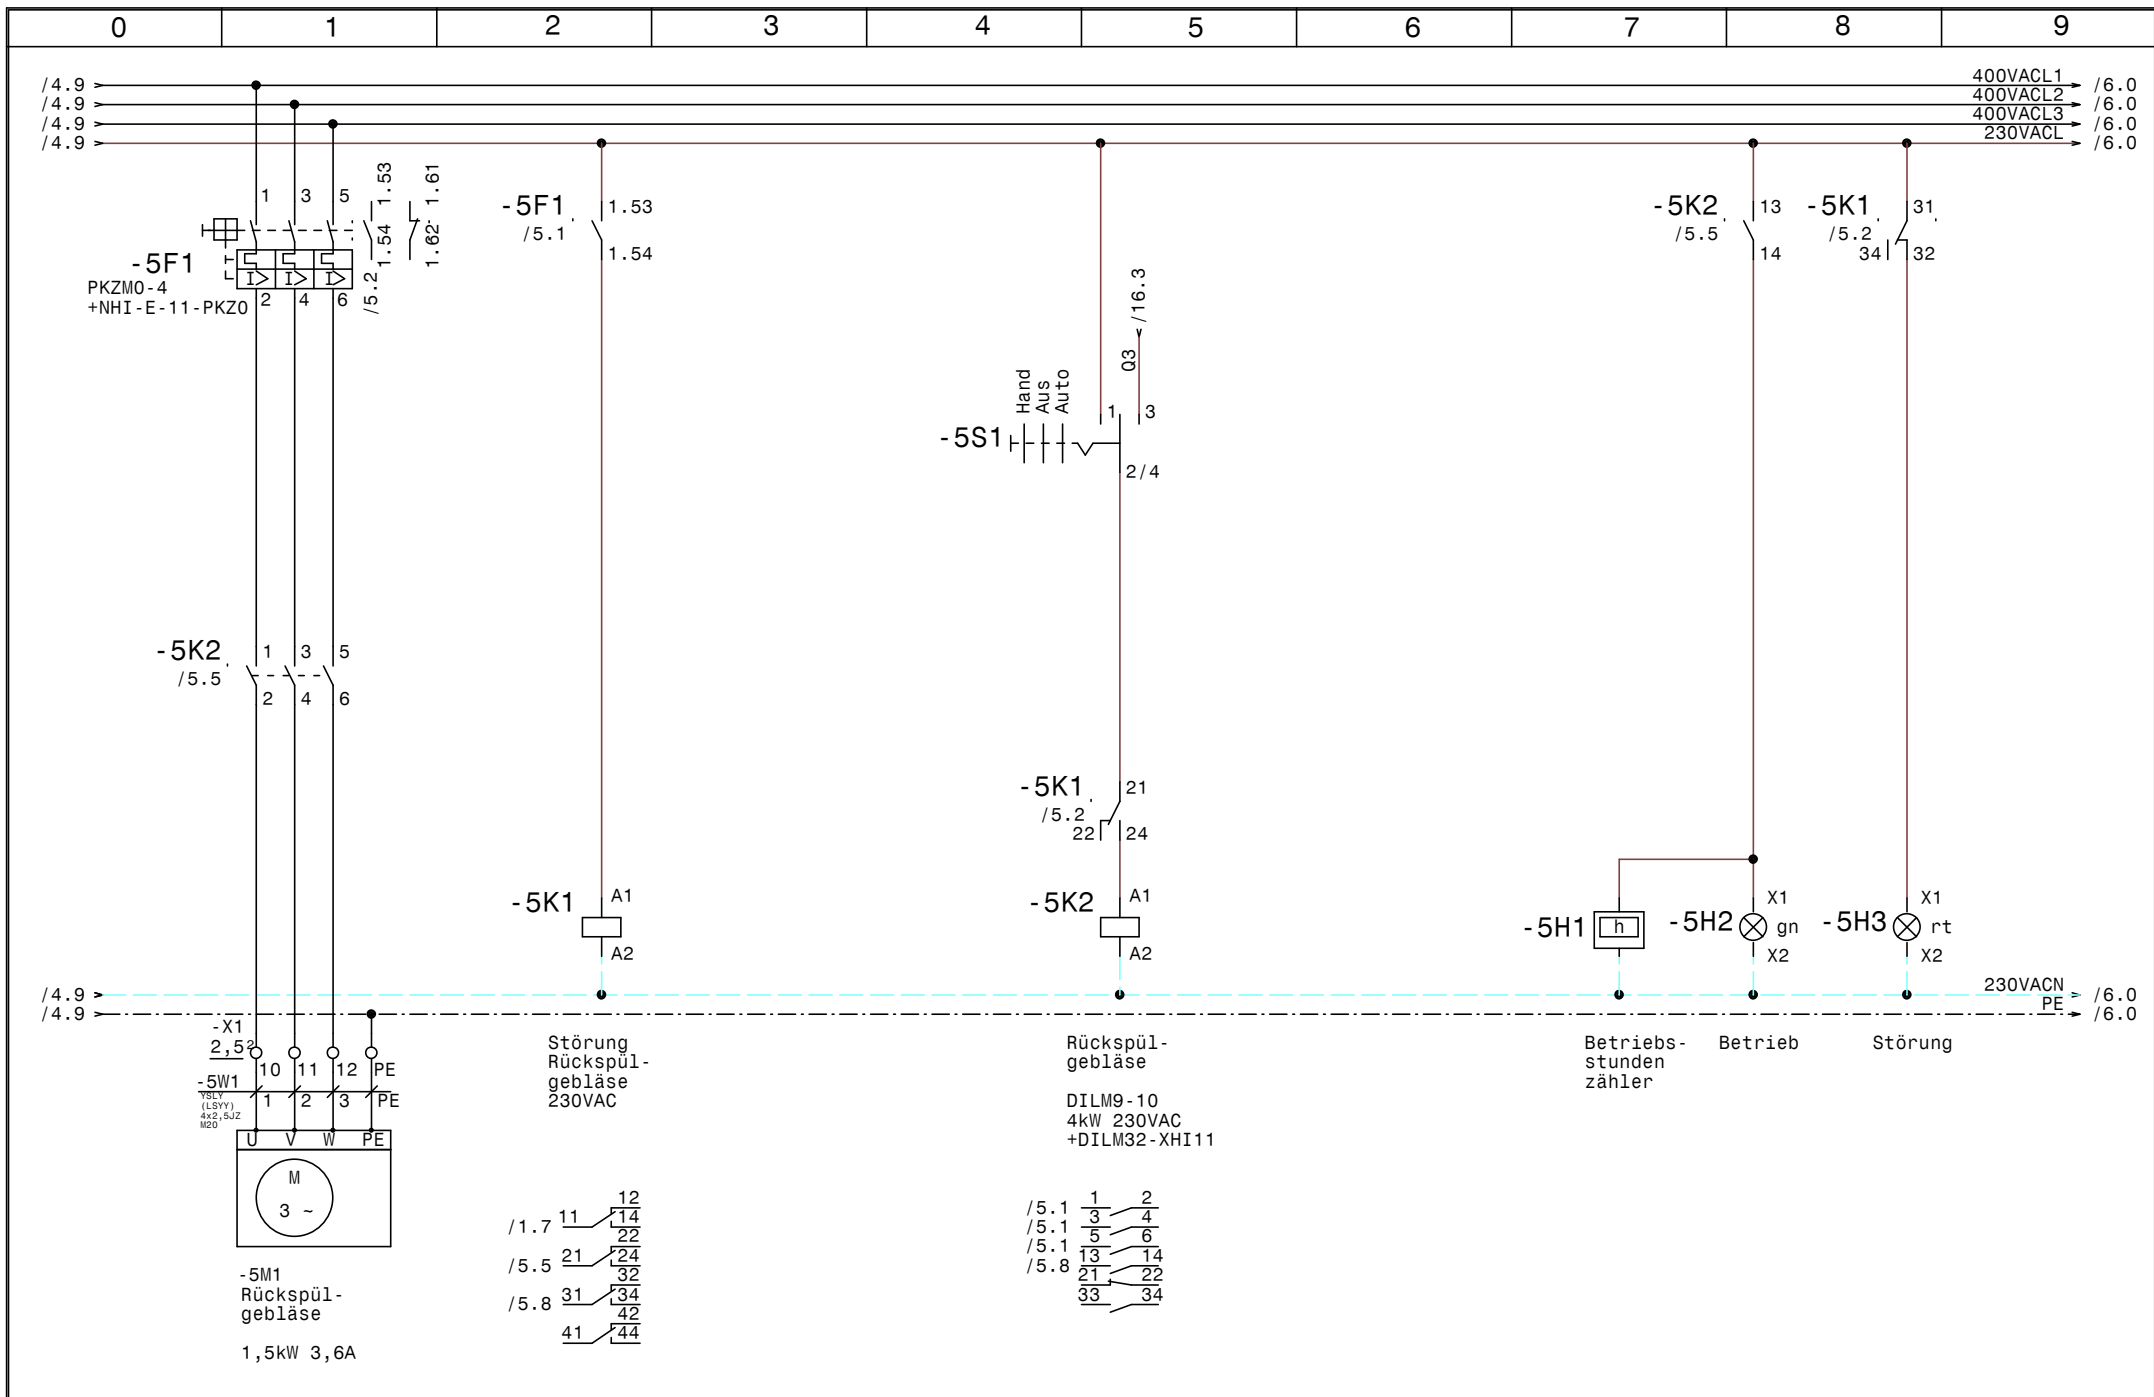 0 1 2 3 4 5 6 7 8 9
/4.9 400VACL1 /6.0
/4.9 400VACL2 /6.0
/4.9 400VACL3 /6.0
/4.9 230VACL /6.0
1 3 5 1.53 1.61
1.54 1.62
/5.2
-5F1
PKZM0-4
+NHI-E-11-PKZ0
I> I> I>
2 4 6
-5F1 1.53
/5.1
1.54
-5K2 13
/5.5
14
-5K1 31
/5.2
34 32
/16.3
Q3
Hand
Aus
Auto
1 3
-5S1
2/4
-5K2 1 3 5
/5.5
2 4 6
-5K1 21
/5.2
22 24
-5K1 A1
A2
-5K2 A1
A2
-5H1 h
-5H2 X1
gn
X2
-5H3 X1
rt
X2
/4.9 230VACN /6.0
/4.9 PE /6.0
-X1
2,5²
10 11 12 PE
-5W1
YSLY
(LSYY)
4x2,5JZ
M20
1 2 3 PE
U V W PE
M
3 ~
-5M1
Rückspül-
gebläse
1,5kW 3,6A
Störung
Rückspül-
gebläse
230VAC
12
/1.7 11 14
22
/5.5 21 24
32
/5.8 31 34
42
41 44
Rückspül-
gebläse
DILM9-10
4kW 230VAC
+DILM32-XHI11
/5.1 1 2
/5.1 3 4
/5.1 5 6
/5.8 13 14
21 22
33 34
Betriebs-
stunden
zähler
Betrieb
Störung